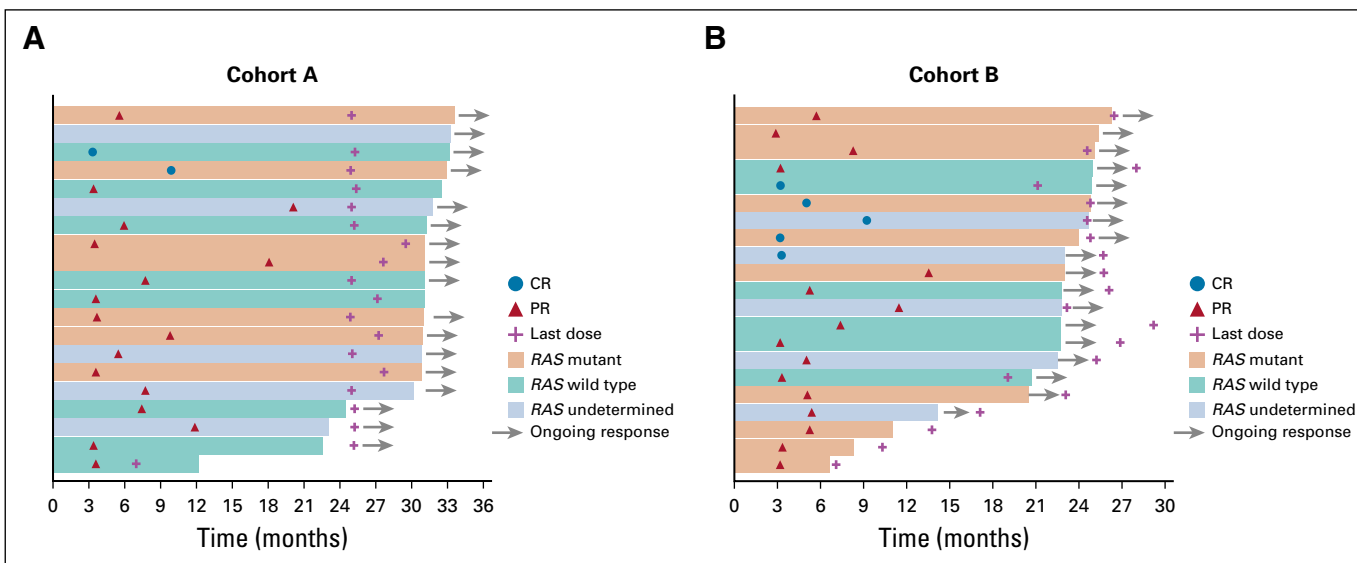 A
Cohort A
CR
PR
Last dose
RAS mutant
RAS wild type
RAS undetermined
Ongoing response
0 3 6 9 12 15 18 21 24 27 30 33 36
Time (months)
B
Cohort B
CR
PR
Last dose
RAS mutant
RAS wild type
RAS undetermined
Ongoing response
0 3 6 9 12 15 18 21 24 27 30
Time (months)